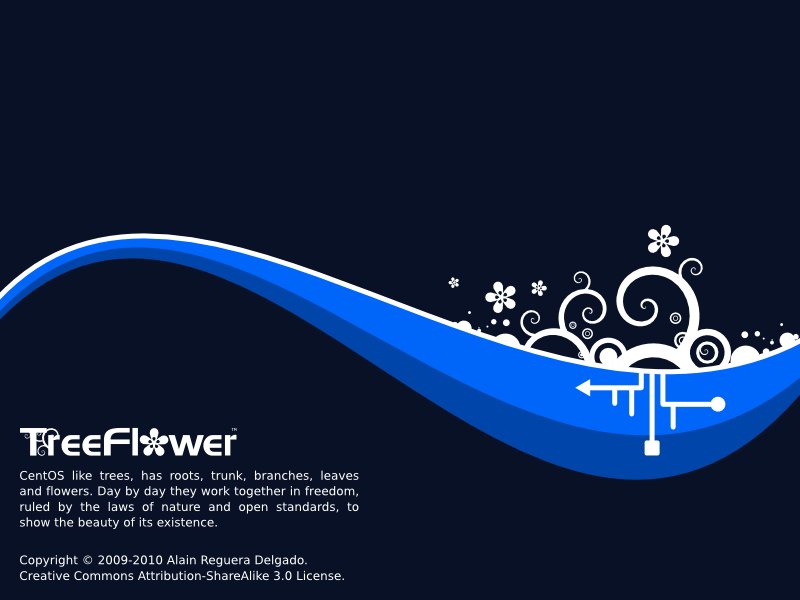 TreeFlower™
CentOS like trees, has roots, trunk, branches, leaves
and flowers. Day by day they work together in freedom,
ruled by the laws of nature and open standards, to
show the beauty of its existence.
Copyright © 2009-2010 Alain Reguera Delgado.
Creative Commons Attribution-ShareAlike 3.0 License.